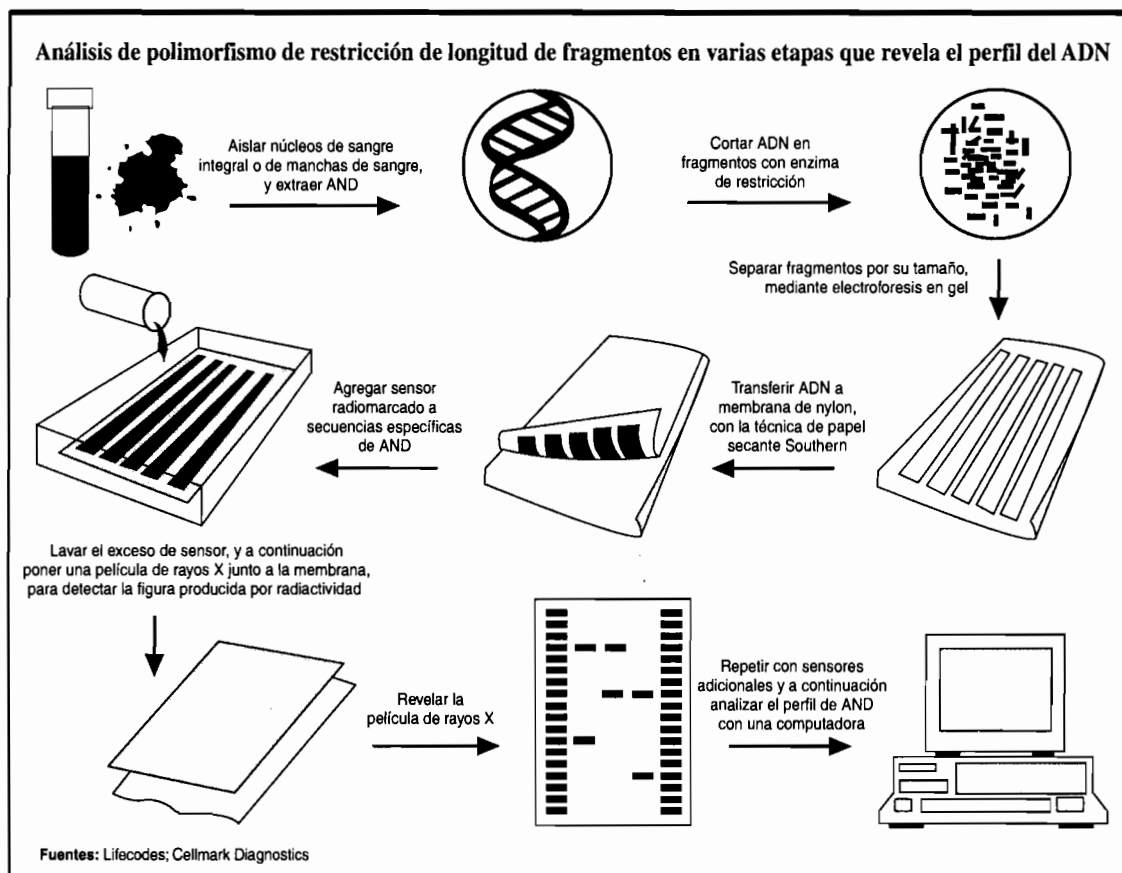 Análisis de polimorfismo de restricción de longitud de fragmentos en varias etapas que revela el perfil del ADN
Aislar núcleos de sangre
integral o de manchas de sangre,
y extraer AND
Cortar ADN en
fragmentos con enzima
de restricción
Separar fragmentos por su tamaño,
mediante electroforesis en gel
Transferir ADN a
membrana de nylon,
con la técnica de papel
secante Southern
Agregar sensor
radiomarcado a
secuencias específicas
de AND
Lavar el exceso de sensor, y a continuación
poner una película de rayos X junto a la membrana,
para detectar la figura producida por radiactividad
Revelar la
película de rayos X
Repetir con sensores
adicionales y a continuación
analizar el perfil de AND
con una computadora
Fuentes: Lifecodes; Cellmark Diagnostics